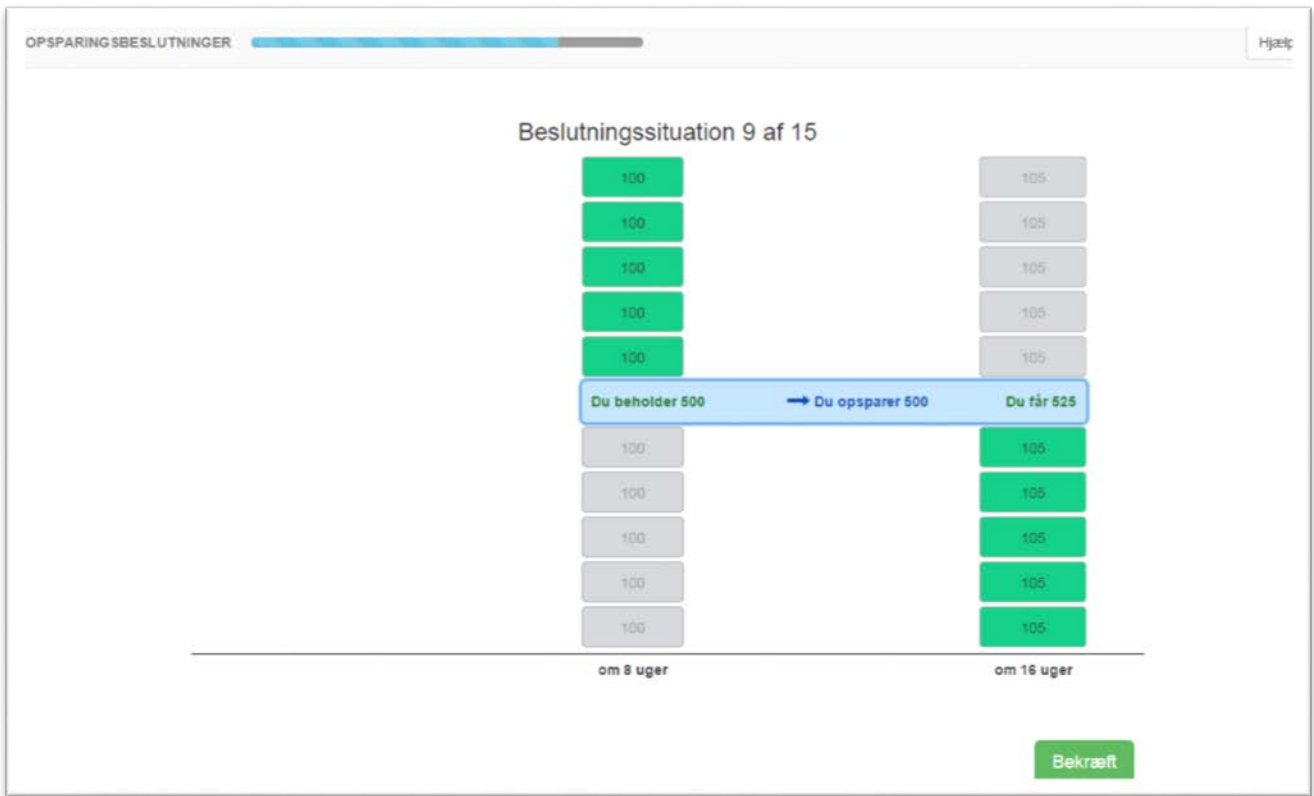 OPSPARINGSBESLUTNINGER
Hjælp
Beslutningssituation 9 af 15
100 105
100 105
100 105
100 105
100 105
Du beholder 500 → Du opsparer 500 Du får 525
100 105
100 105
100 105
100 105
100 105
om 8 uger om 16 uger
Bekræft